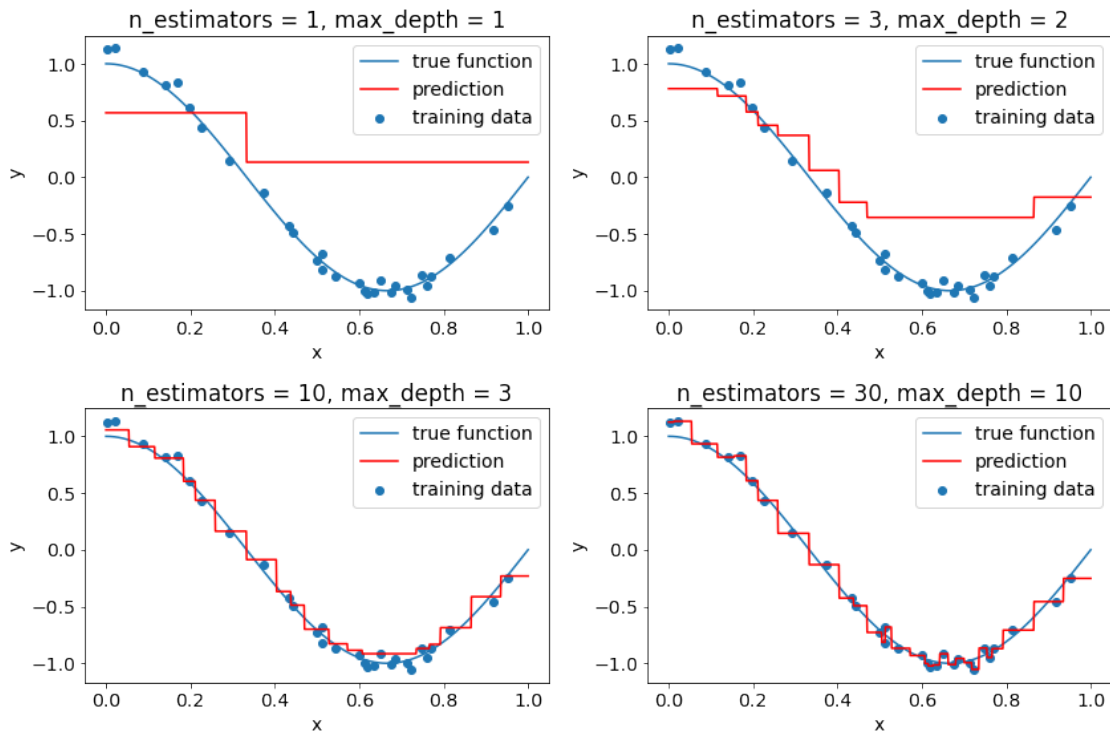 n_estimators = 1, max_depth = 1
1.0
0.5
0.0
−0.5
−1.0
y
true function
prediction
training data
0.0 0.2 0.4 0.6 0.8 1.0
x
n_estimators = 3, max_depth = 2
1.0
0.5
0.0
−0.5
−1.0
y
true function
prediction
training data
0.0 0.2 0.4 0.6 0.8 1.0
x
n_estimators = 10, max_depth = 3
1.0
0.5
0.0
−0.5
−1.0
y
true function
prediction
training data
0.0 0.2 0.4 0.6 0.8 1.0
x
n_estimators = 30, max_depth = 10
1.0
0.5
0.0
−0.5
−1.0
y
true function
prediction
training data
0.0 0.2 0.4 0.6 0.8 1.0
x